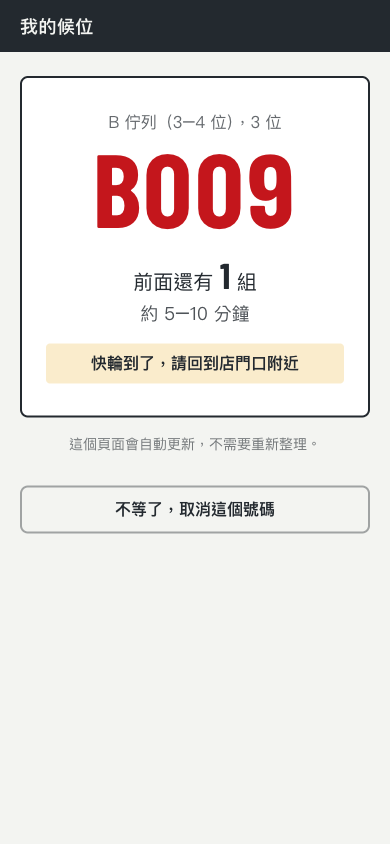 我的候位
B 佇列（3–4 位），3 位
B009
前面還有 1 組
約 5–10 分鐘
快輪到了，請回到店門口附近
這個頁面會自動更新，不需要重新整理。
不等了，取消這個號碼